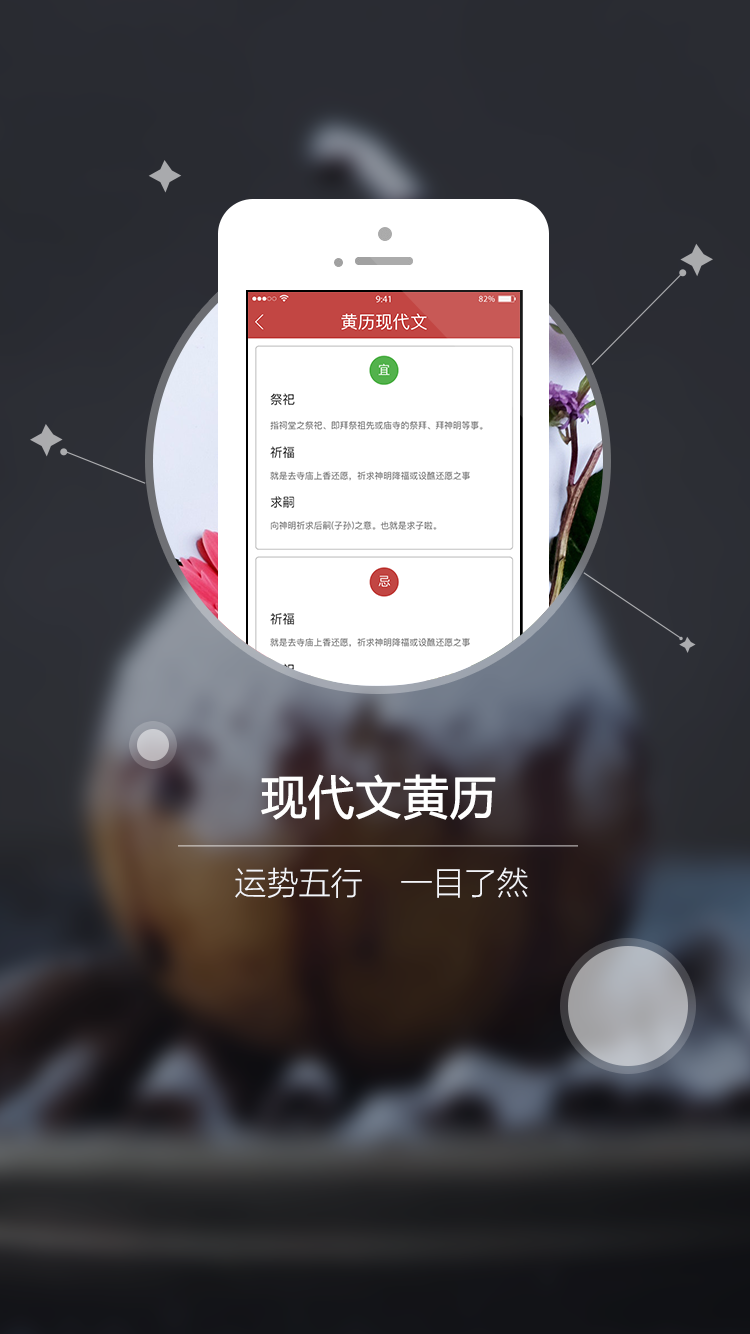 9:41
82%
黄历现代文
宜
祭祀
指祠堂之祭祀、即拜祭祖先或庙寺的祭拜、拜神明等事。
祈福
就是去寺庙上香还愿，祈求神明降福或设醮还愿之事
求嗣
向神明祈求后嗣(子孙)之意。也就是求子啦。
忌
祈福
就是去寺庙上香还愿，祈求神明降福或设醮还愿之事
现代文黄历
运势五行 一目了然